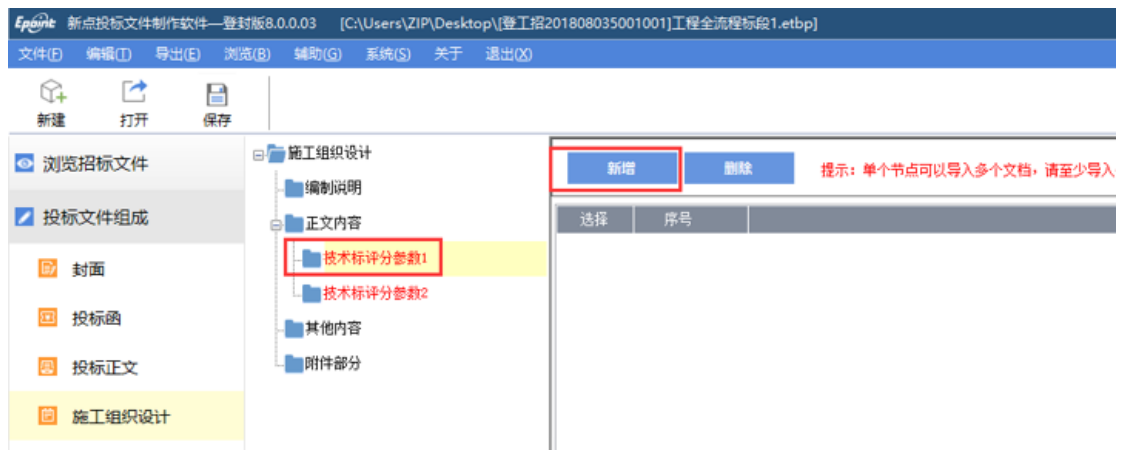 Epoint 新点投标文件制作软件—登封版8.0.0.03 [C:\Users\ZIP\Desktop\[登工招201808035001001]工程全流程标段1.etbp]
文件(F) 编辑(I) 导出(E) 浏览(B) 辅助(G) 系统(S) 关于 退出(X)
新建 打开 保存
浏览招标文件
投标文件组成
封面
投标函
投标正文
施工组织设计
施工组织设计
编制说明
正文内容
技术标评分参数1
技术标评分参数2
其他内容
附件部分
新增 删除 提示：单个节点可以导入多个文档，请至少导入
选择 序号